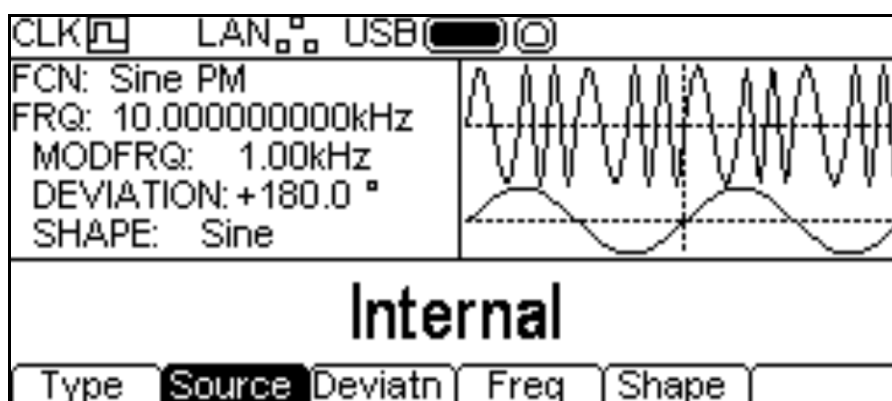 CLK LAN USB
FCN: Sine PM
FRQ: 10.000000000kHz
MODFRQ: 1.00kHz
DEVIATION: +180.0 °
SHAPE: Sine
Internal
Type Source Deviatn Freq Shape